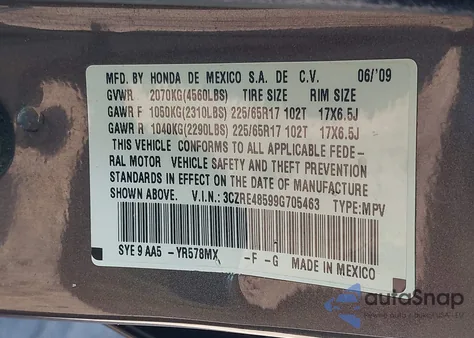 MFD. BY HONDA DE MEXICO S.A. DE C.V. 06/'09
GVWR 2070KG(4560LBS) TIRE SIZE RIM SIZE
GAWR F 1050KG(2310LBS) 225/65R17 102T 17X6.5J
GAWR R 1040KG(2290LBS) 225/65R17 102T 17X6.5J
THIS VEHICLE CONFORMS TO ALL APPLICABLE FEDE-
RAL MOTOR VEHICLE SAFETY AND THEFT PREVENTION
STANDARDS IN EFFECT ON THE DATE OF MANUFACTURE
SHOWN ABOVE. V.I.N.: 3CZRE48599G705463 TYPE:MPV
SYE 9 AA5 -YR578MX -F -G MADE IN MEXICO
autoSnap